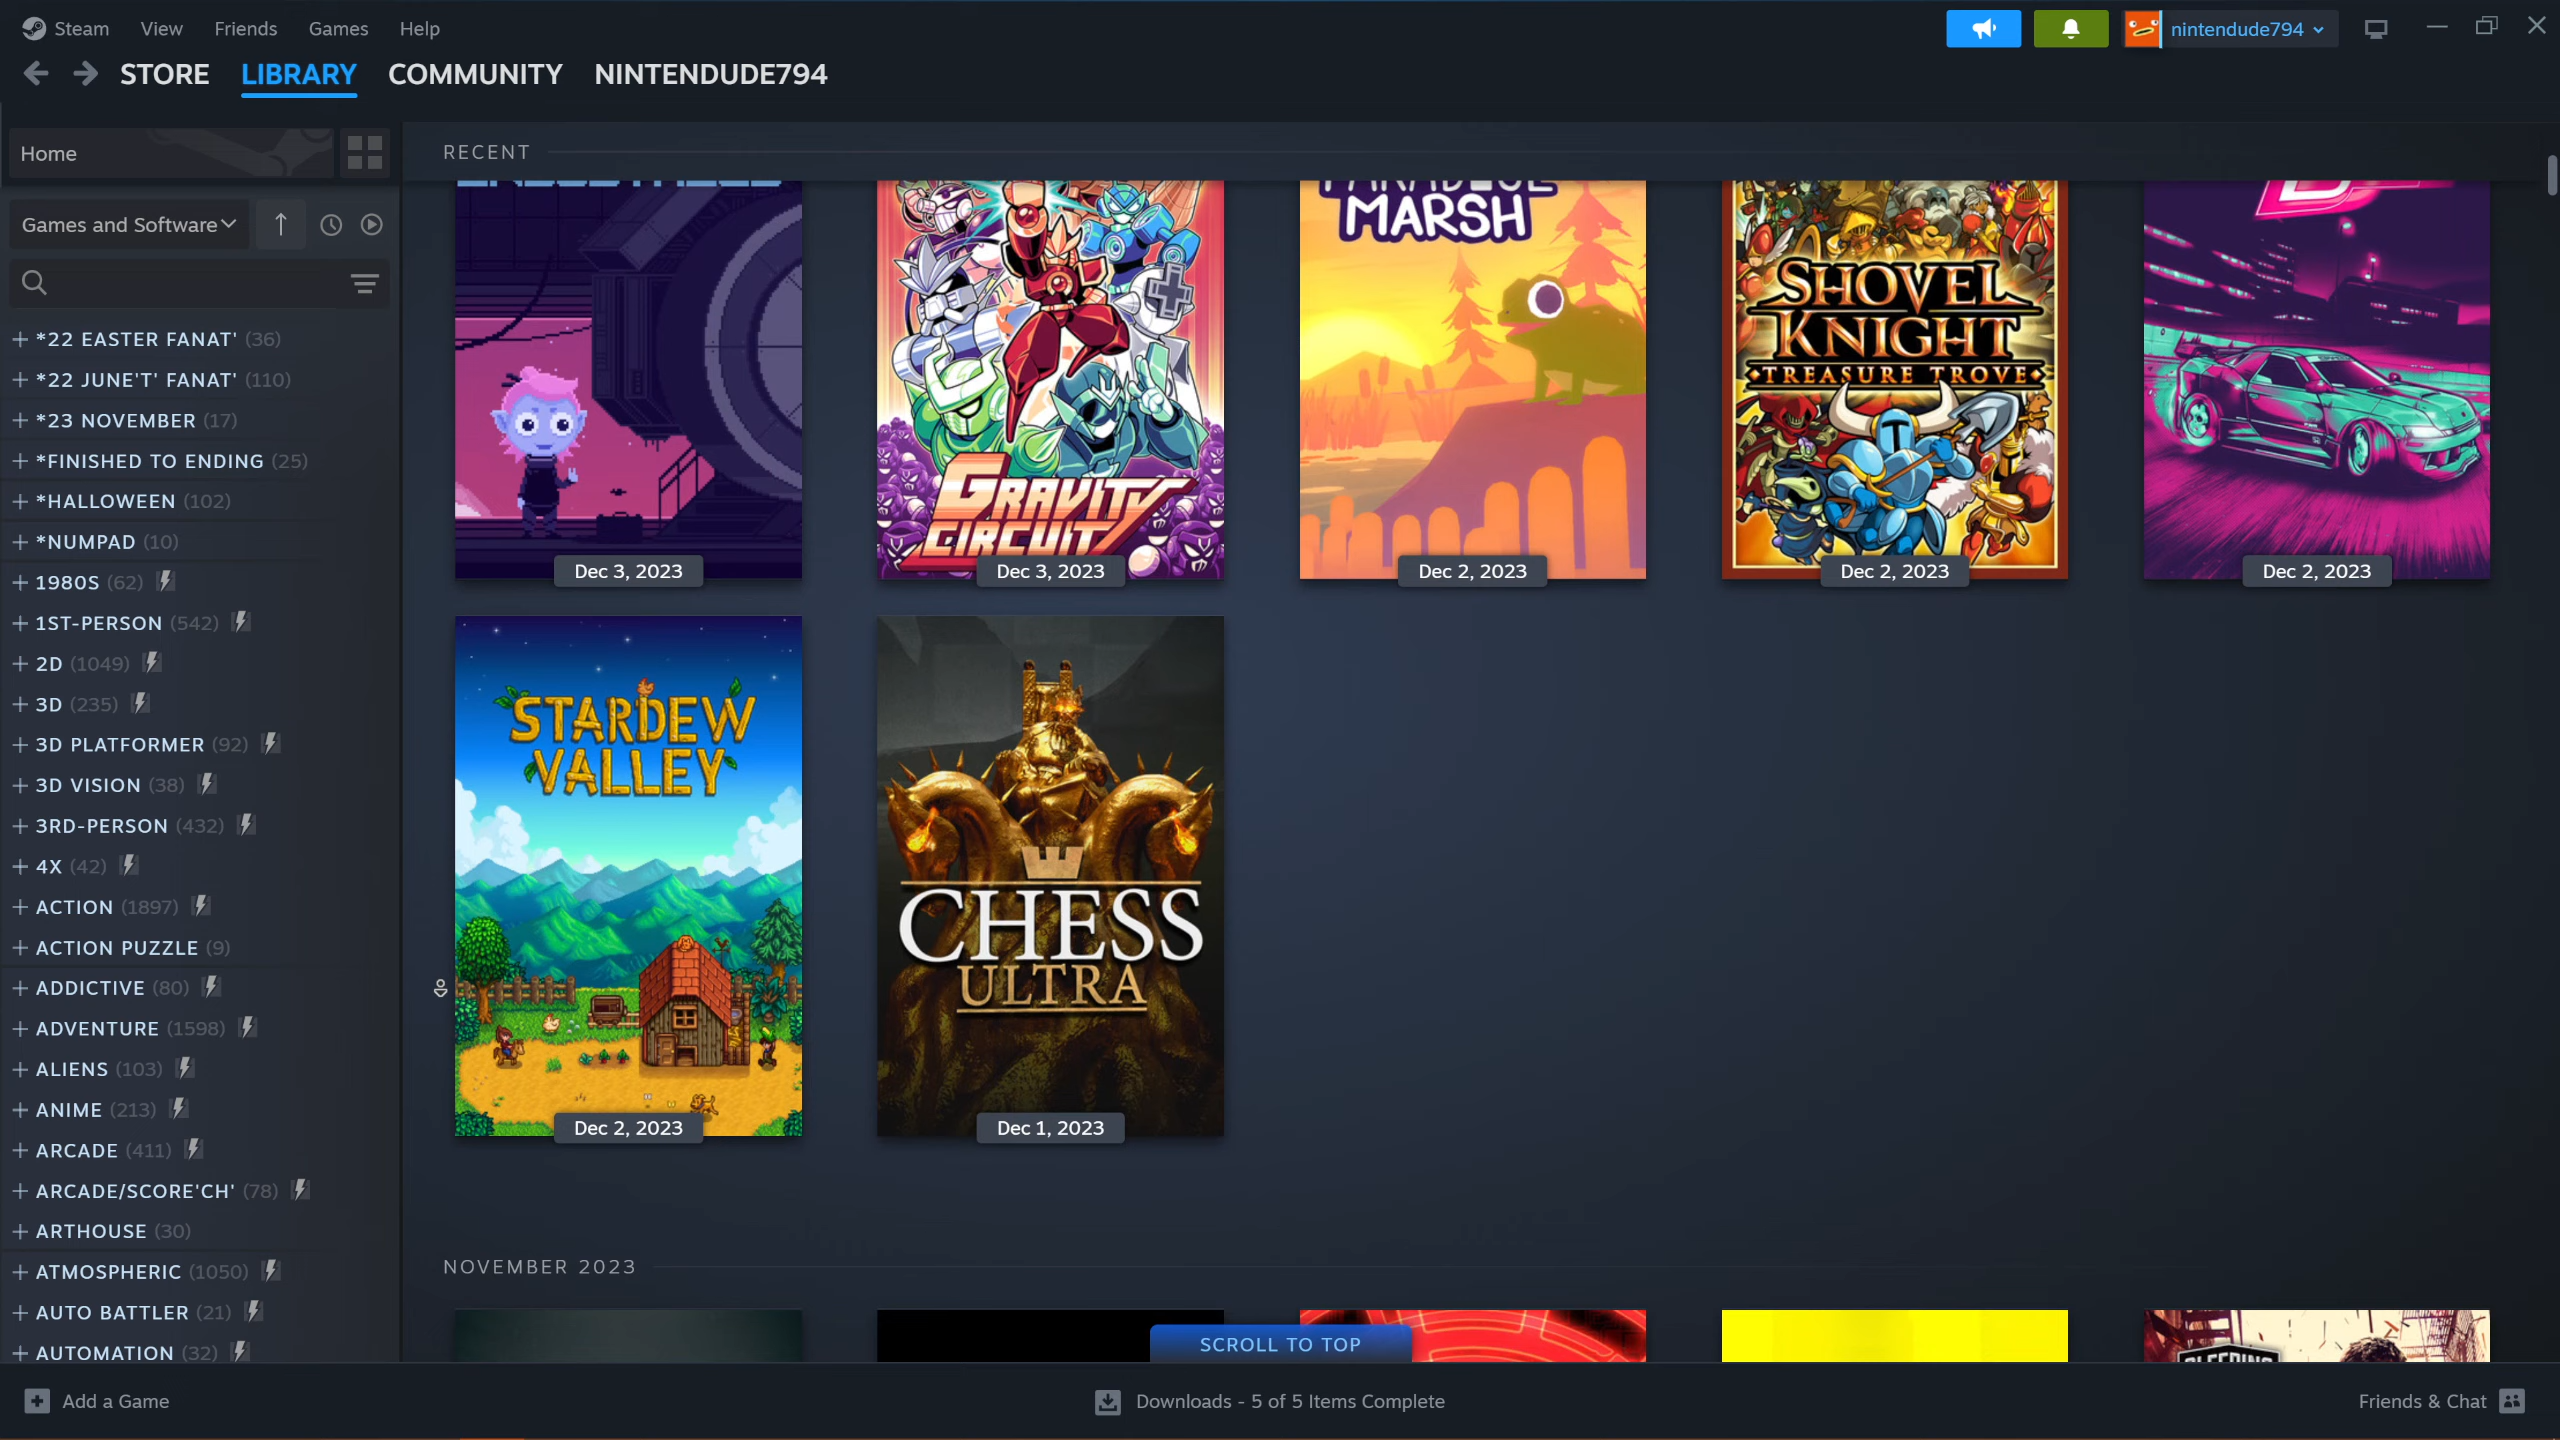 Steam View Friends Games Help nintendude794
STORE LIBRARY COMMUNITY NINTENDUDE794
Home
Games and Software
*22 EASTER FANAT' (36)
*22 JUNE'T' FANAT' (110)
*23 NOVEMBER (17)
*FINISHED TO ENDING (25)
*HALLOWEEN (102)
*NUMPAD (10)
1980S (62)
1ST-PERSON (542)
2D (1049)
3D (235)
3D PLATFORMER (92)
3D VISION (38)
3RD-PERSON (432)
4X (42)
ACTION (1897)
ACTION PUZZLE (9)
ADDICTIVE (80)
ADVENTURE (1598)
ALIENS (103)
ANIME (213)
ARCADE (411)
ARCADE/SCORE'CH' (78)
ARTHOUSE (30)
ATMOSPHERIC (1050)
AUTO BATTLER (21)
AUTOMATION (32)
RECENT
GRAVITY
CIRCUIT
MARSH
SHOVEL
KNIGHT
TREASURE TROVE
Dec 3, 2023
Dec 3, 2023
Dec 2, 2023
Dec 2, 2023
Dec 2, 2023
STARDEW
VALLEY
CHESS
ULTRA
Dec 2, 2023
Dec 1, 2023
NOVEMBER 2023
SCROLL TO TOP
Add a Game
Downloads - 5 of 5 Items Complete
Friends & Chat